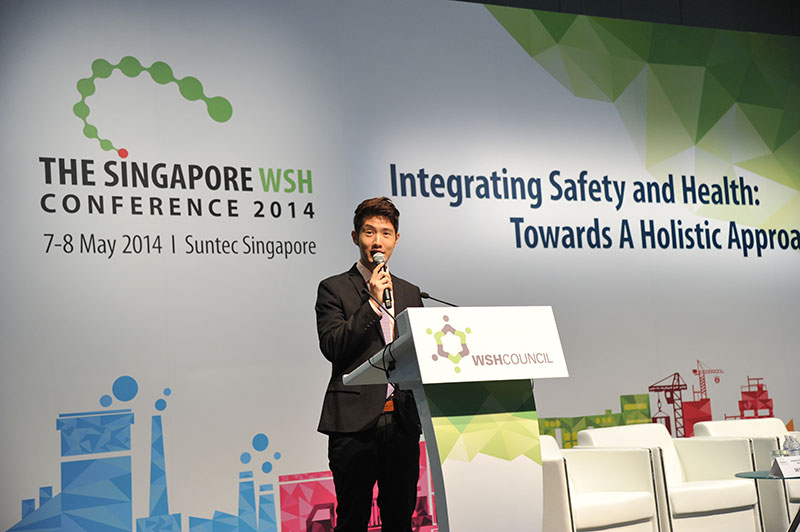 THE SINGAPORE WSH
CONFERENCE 2014
7-8 May 2014 | Suntec Singapore
Integrating Safety and Health:
Towards A Holistic Approa
WSHCOUNCIL